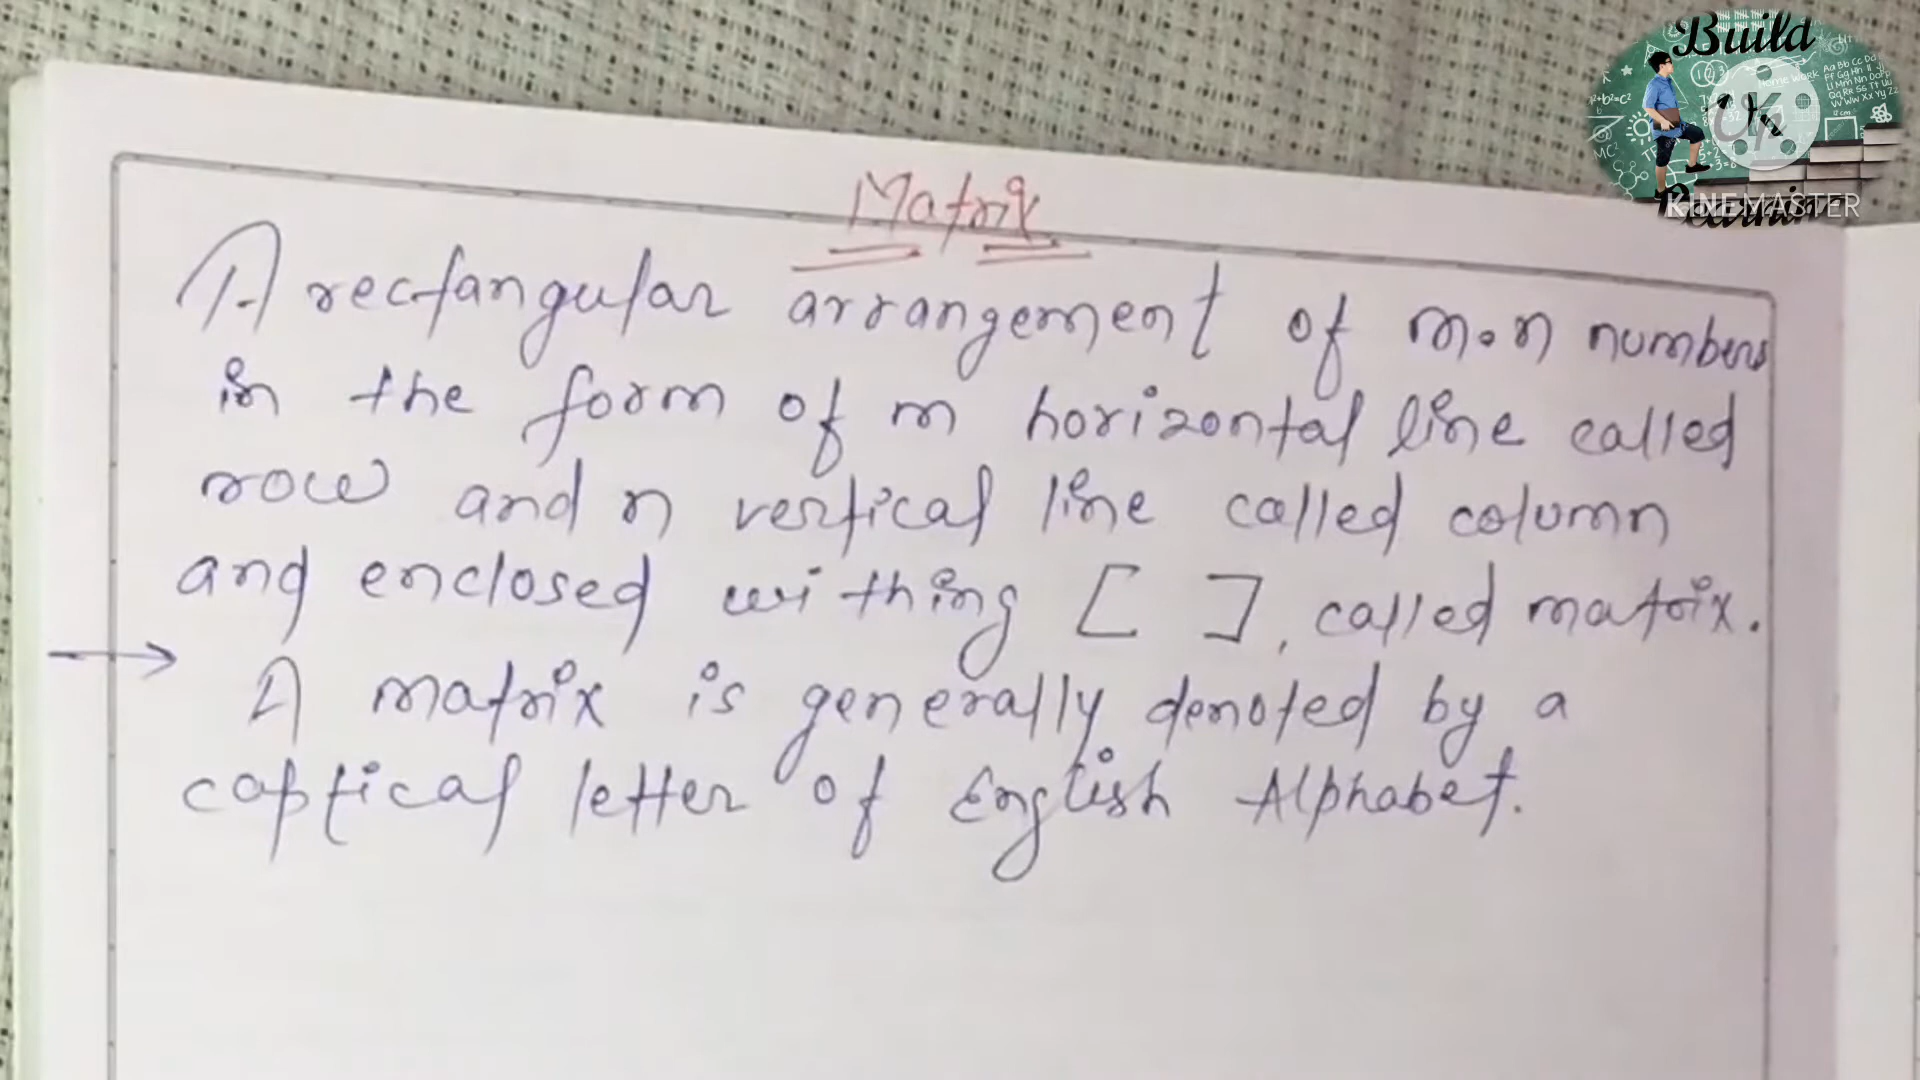 Build
Learning
KINEMASTER
Matrix
A rectangular arrangement of m.n numbers
in the form of m horizontal line called
row and n vertical line called column
and enclosed withing [ ], called matrix.
→ A matrix is generally denoted by a
captical letter of English Alphabet.